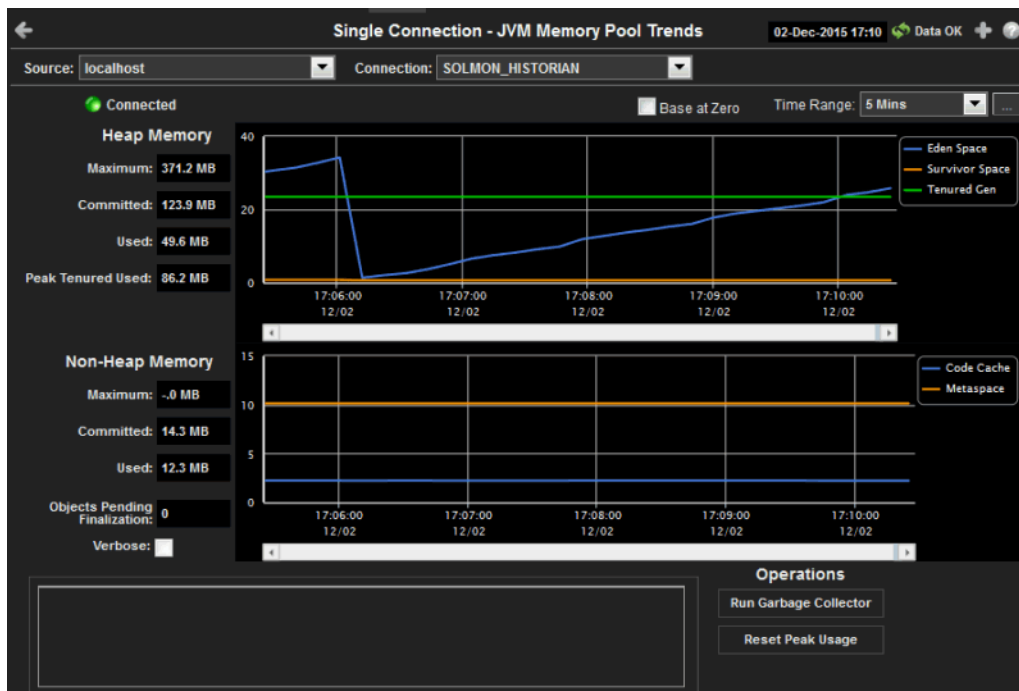 Single Connection - JVM Memory Pool Trends
02-Dec-2015 17:10
Data OK
Source: localhost
Connection: SOLMON_HISTORIAN
Connected
Base at Zero
Time Range: 5 Mins
...
Heap Memory
Maximum: 371.2 MB
Committed: 123.9 MB
Used: 49.6 MB
Peak Tenured Used: 86.2 MB
40
20
0
17:06:00 17:07:00 17:08:00 17:09:00 17:10:00
12/02 12/02 12/02 12/02 12/02
Eden Space
Survivor Space
Tenured Gen
Non-Heap Memory
Maximum: -.0 MB
Committed: 14.3 MB
Used: 12.3 MB
Objects Pending
Finalization: 0
Verbose:
15
10
5
0
17:06:00 17:07:00 17:08:00 17:09:00 17:10:00
12/02 12/02 12/02 12/02 12/02
Code Cache
Metaspace
Operations
Run Garbage Collector
Reset Peak Usage